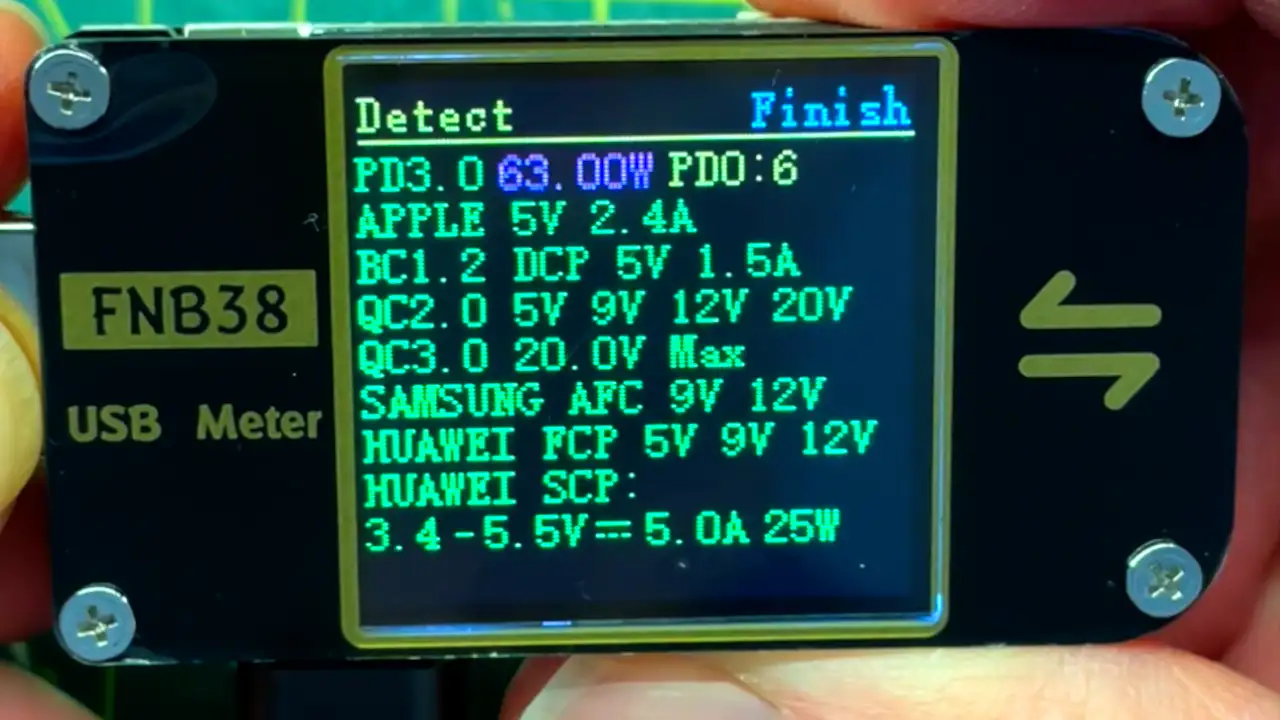 Detect Finish
PD3.0 63.00W PDO:6
APPLE 5V 2.4A
BC1.2 DCP 5V 1.5A
QC2.0 5V 9V 12V 20V
QC3.0 20.0V Max
SAMSUNG AFC 9V 12V
HUAWEI FCP 5V 9V 12V
HUAWEI SCP:
3.4-5.5V⎓5.0A 25W
FNB38
USB Meter